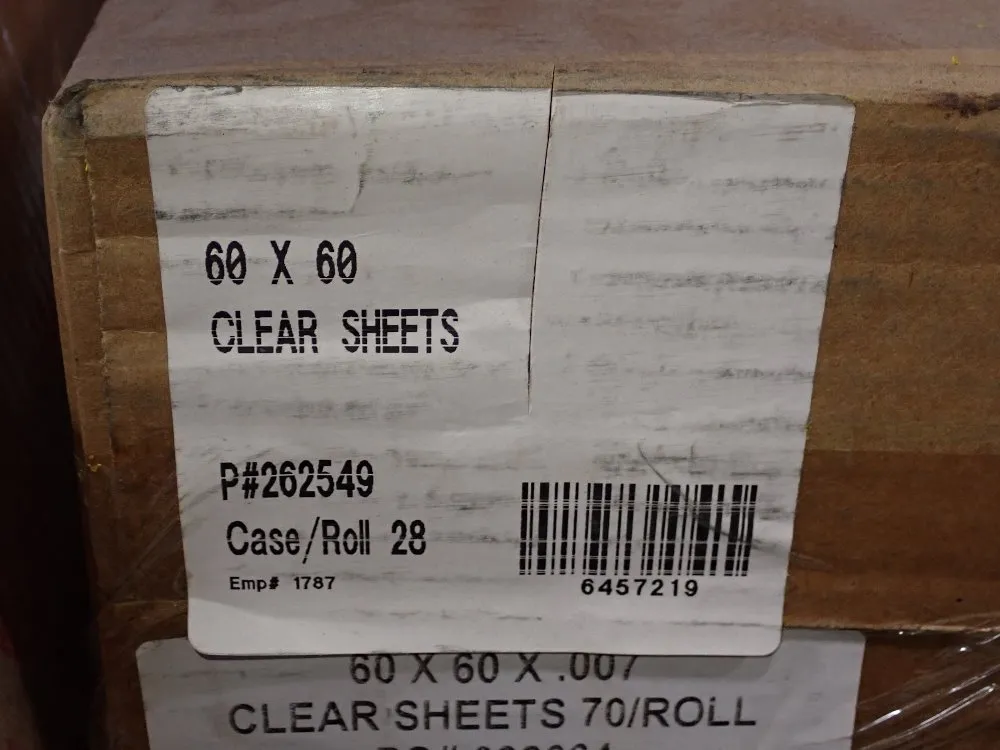 60 X 60
CLEAR SHEETS
P#262549
Case/Roll 28
Emp# 1787
6457219
60 X 60 X .007
CLEAR SHEETS 70/ROLL